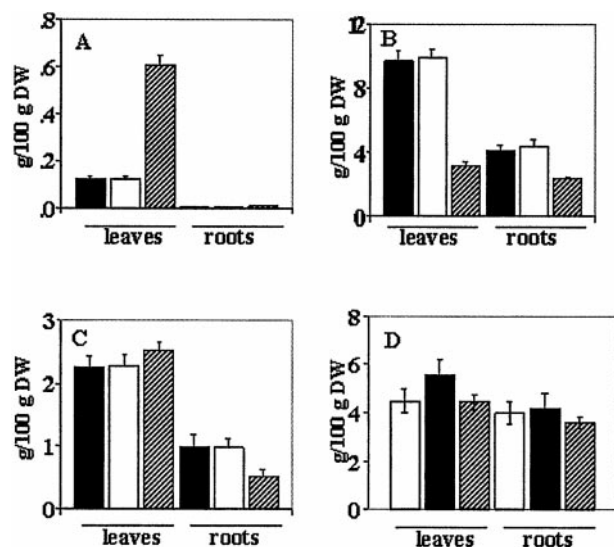 A
g/100 g DW
.8
.6
.4
.2
.0
leaves roots
B
g/100 g DW
12
8
4
0
leaves roots
C
g/100 g DW
3
2
1
0
leaves roots
D
g/100 g DW
8
6
4
2
0
leaves roots